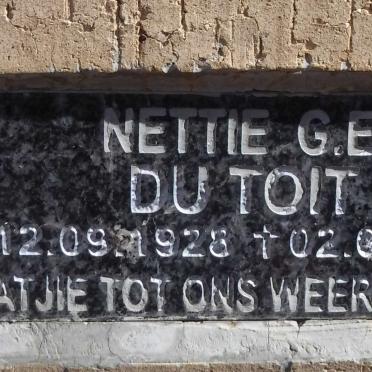 NETTIE G.E
DU TOIT
12.09.1928 † 02.0
ATJIE TOT ONS WEER